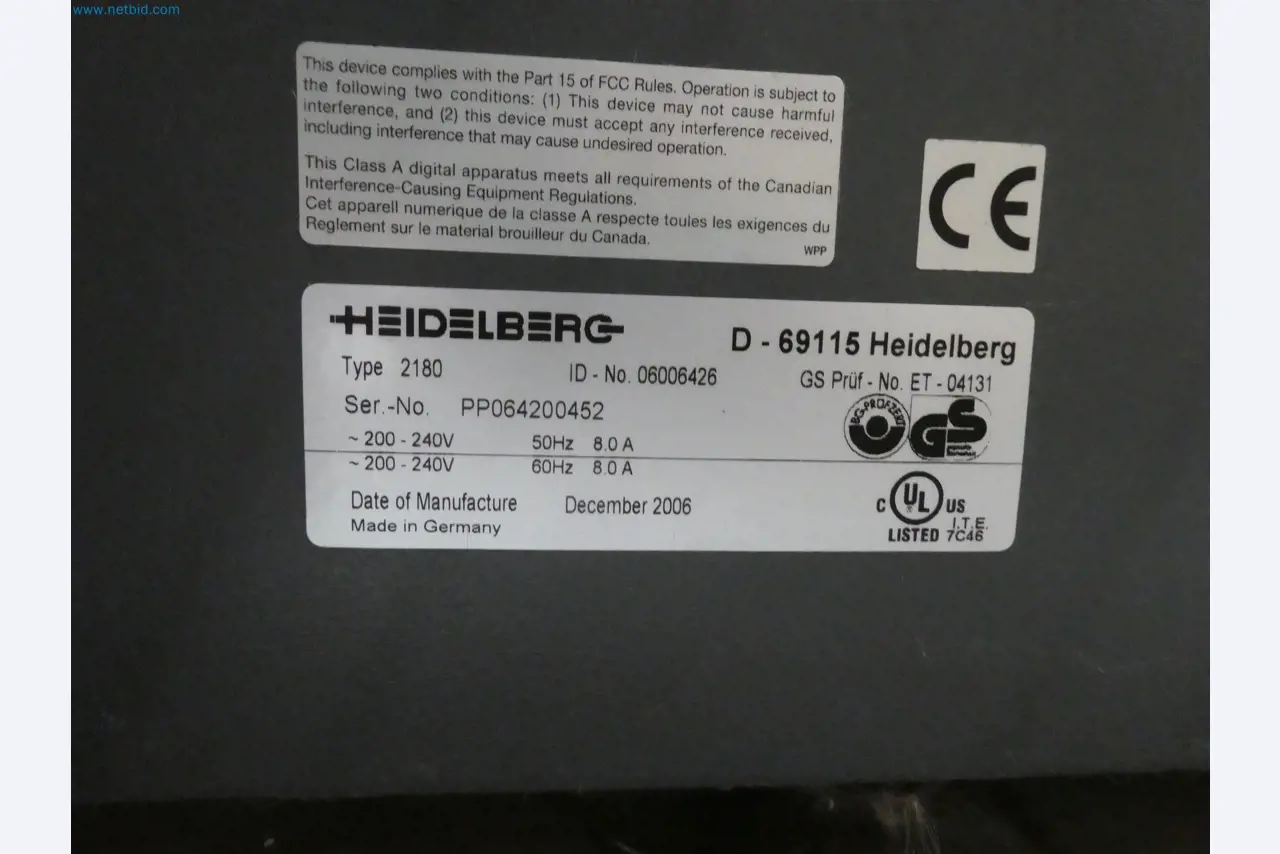 www.netbid.com
This device complies with the Part 15 of FCC Rules. Operation is subject to
the following two conditions: (1) This device may not cause harmful
interference, and (2) this device must accept any interference received,
including interference that may cause undesired operation.
This Class A digital apparatus meets all requirements of the Canadian
Interference-Causing Equipment Regulations.
Cet apparell numerique de la classe A respecte toules les exigences du
Reglement sur le material brouilleur du Canada.
WPP
CE
HEIDELBERG
D - 69115 Heidelberg
Type 2180 ID - No. 06006426 GS Prüf - No. ET - 04131
Ser.-No. PP064200452
BG-PRÜFZERT
GS
~ 200 - 240V 50Hz 8.0 A
~ 200 - 240V 60Hz 8.0 A
Date of Manufacture December 2006
Made in Germany
C UL US
LISTED I.T.E. 7C46